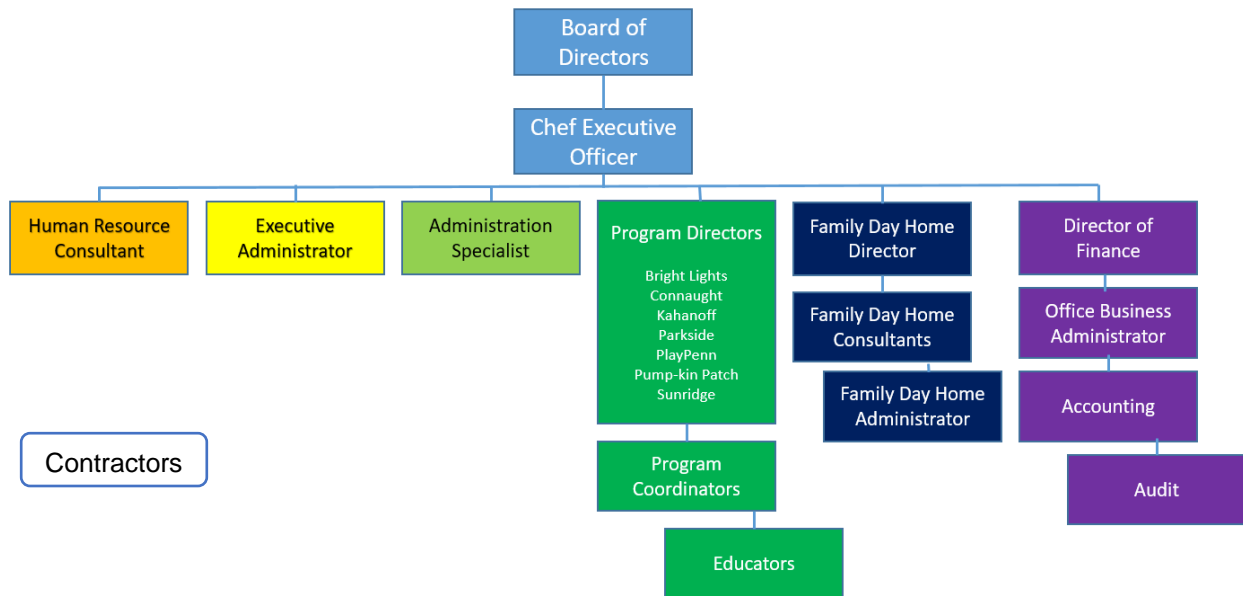 Board of
Directors
Chef Executive
Officer
Human Resource
Consultant
Executive
Administrator
Administration
Specialist
Program Directors
Bright Lights
Connaught
Kahanoff
Parkside
PlayPenn
Pump-kin Patch
Sunridge
Family Day Home
Director
Director of
Finance
Family Day Home
Consultants
Office Business
Administrator
Family Day Home
Administrator
Accounting
Contractors
Program
Coordinators
Audit
Educators